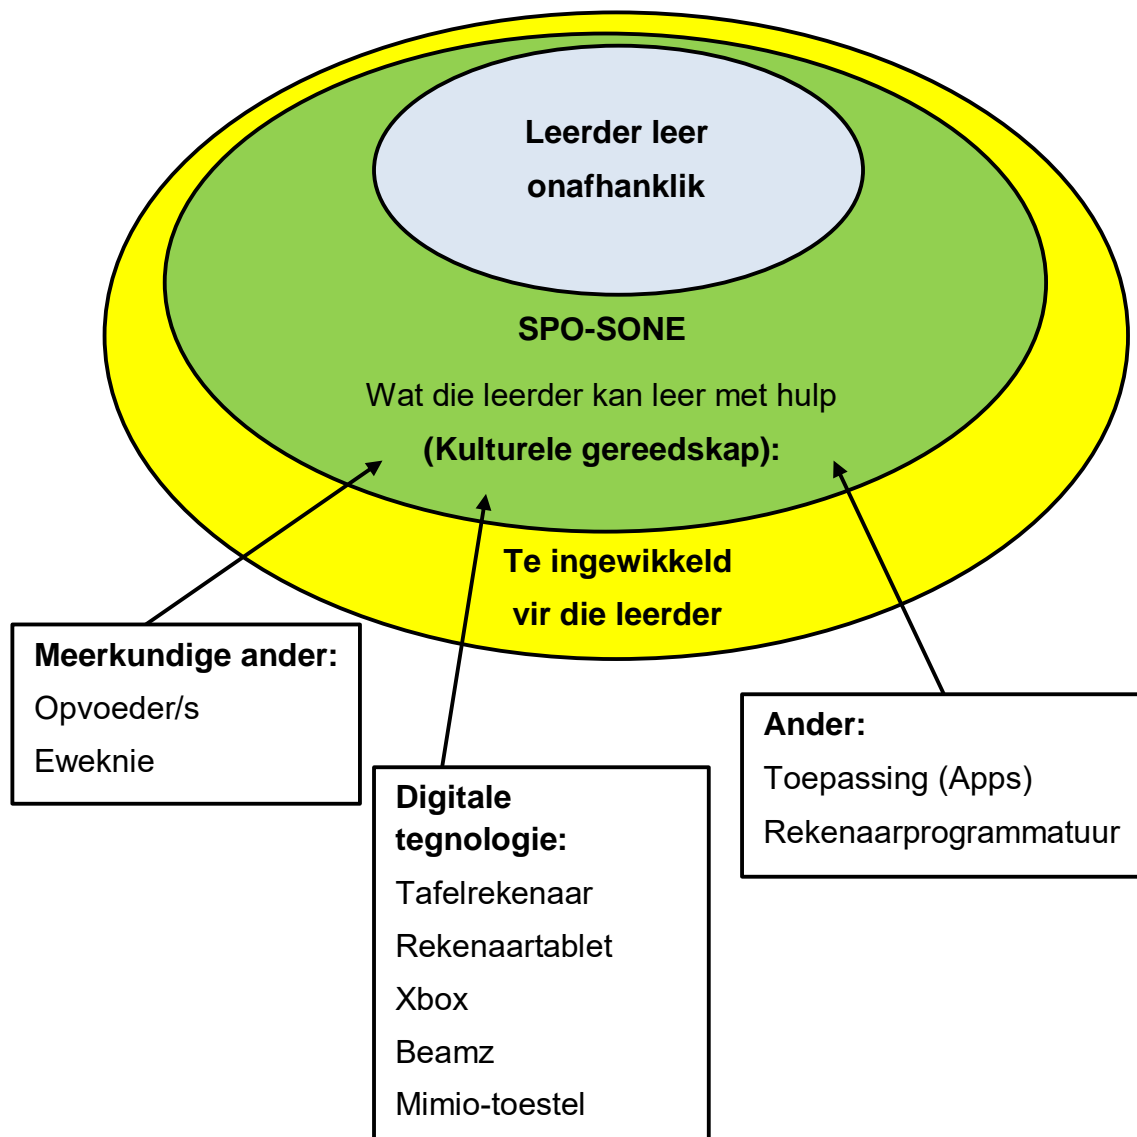 Leerder leer
onafhanklik
SPO-SONE
Wat die leerder kan leer met hulp
(Kulturele gereedskap):
Te ingewikkeld
vir die leerder
Meerkundige ander:
Opvoeder/s
Eweknie
Digitale
tegnologie:
Tafelrekenaar
Rekenaartablet
Xbox
Beamz
Mimio-toestel
Ander:
Toepassing (Apps)
Rekenaarprogrammatuur